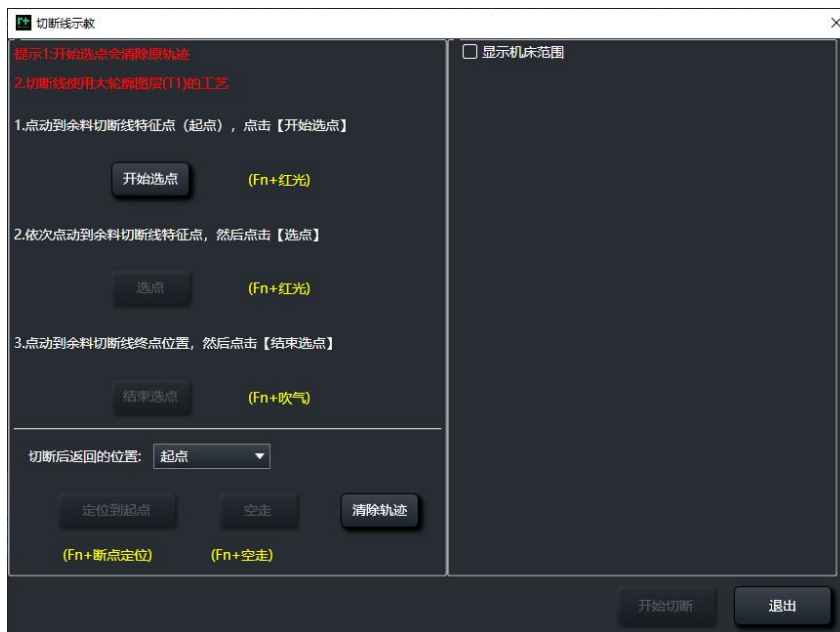 切断线示教
提示1:开始选点会清除原轨迹
2.切断线使用大轮廓图层(T1)的工艺
1.点动到余料切断线特征点（起点），点击【开始选点】
开始选点 (Fn+红光)
2.依次点动到余料切断线特征点，然后点击【选点】
选点 (Fn+红光)
3.点动到余料切断线终点位置，然后点击【结束选点】
结束选点 (Fn+吹气)
切断后返回的位置: 起点
定位到起点 空走 清除轨迹
(Fn+断点定位) (Fn+空走)
显示机床范围
开始切断 退出